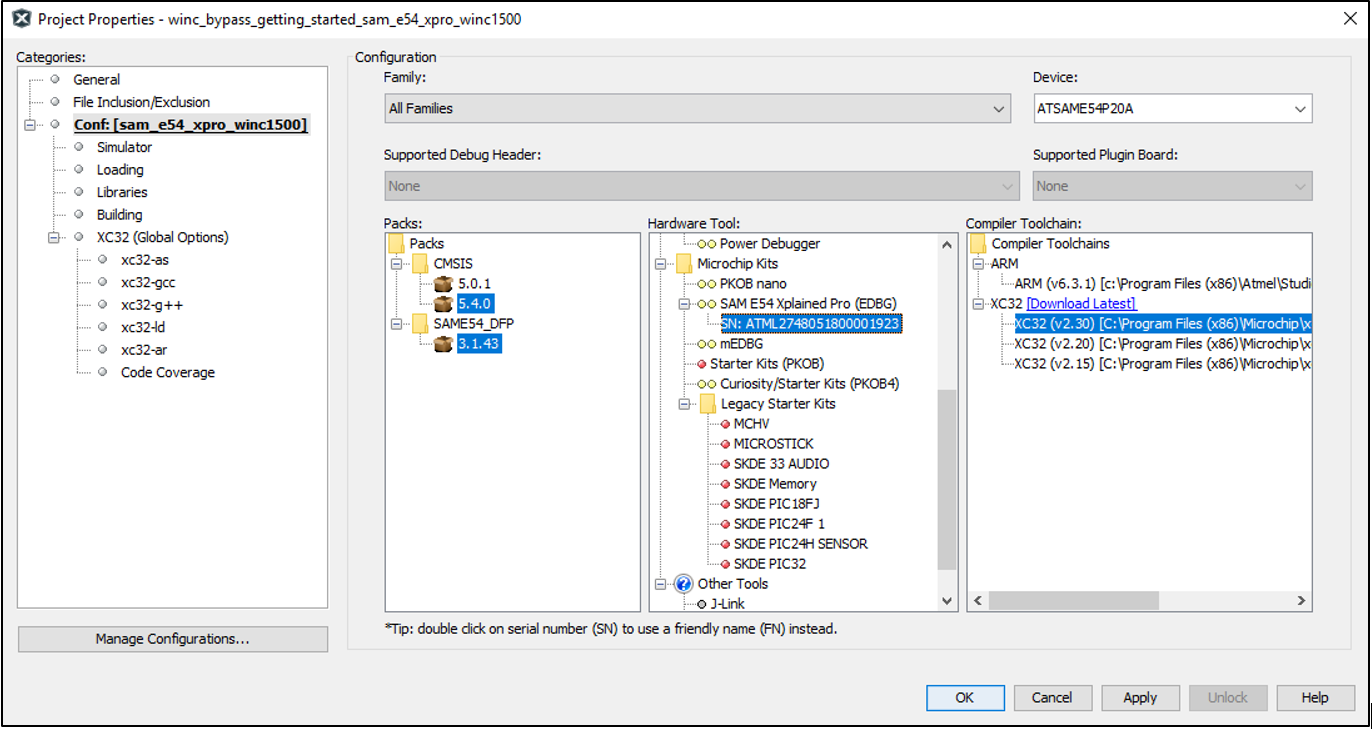 Project Properties - winc_bypass_getting_started_sam_e54_xpro_winc1500
Categories:
General
File Inclusion/Exclusion
Conf: [sam_e54_xpro_winc1500]
Simulator
Loading
Libraries
Building
XC32 (Global Options)
xc32-as
xc32-gcc
xc32-g++
xc32-ld
xc32-ar
Code Coverage
Manage Configurations...
Configuration
Family:
All Families
Device:
ATSAME54P20A
Supported Debug Header:
None
Supported Plugin Board:
None
Packs:
Packs
CMSIS
5.0.1
5.4.0
SAME54_DFP
3.1.43
Hardware Tool:
Power Debugger
Microchip Kits
PKOB nano
SAM E54 Xplained Pro (EDBG)
SN: ATML2748051800001923
mEDBG
Starter Kits (PKOB)
Curiosity/Starter Kits (PKOB4)
Legacy Starter Kits
MCHV
MICROSTICK
SKDE 33 AUDIO
SKDE Memory
SKDE PIC18FJ
SKDE PIC24F 1
SKDE PIC24H SENSOR
SKDE PIC32
Other Tools
J-Link
Compiler Toolchain:
Compiler Toolchains
ARM
ARM (v6.3.1) [c:\Program Files (x86)\Atmel\Studi
XC32 [Download Latest]
XC32 (v2.30) [C:\Program Files (x86)\Microchip\x
XC32 (v2.20) [C:\Program Files (x86)\Microchip\x
XC32 (v2.15) [C:\Program Files (x86)\Microchip\x
*Tip: double click on serial number (SN) to use a friendly name (FN) instead.
OK
Cancel
Apply
Unlock
Help